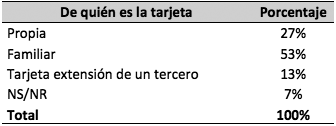 De quién es la tarjeta Porcentaje
Propia 27%
Familiar 53%
Tarjeta extensión de un tercero 13%
NS/NR 7%
Total 100%